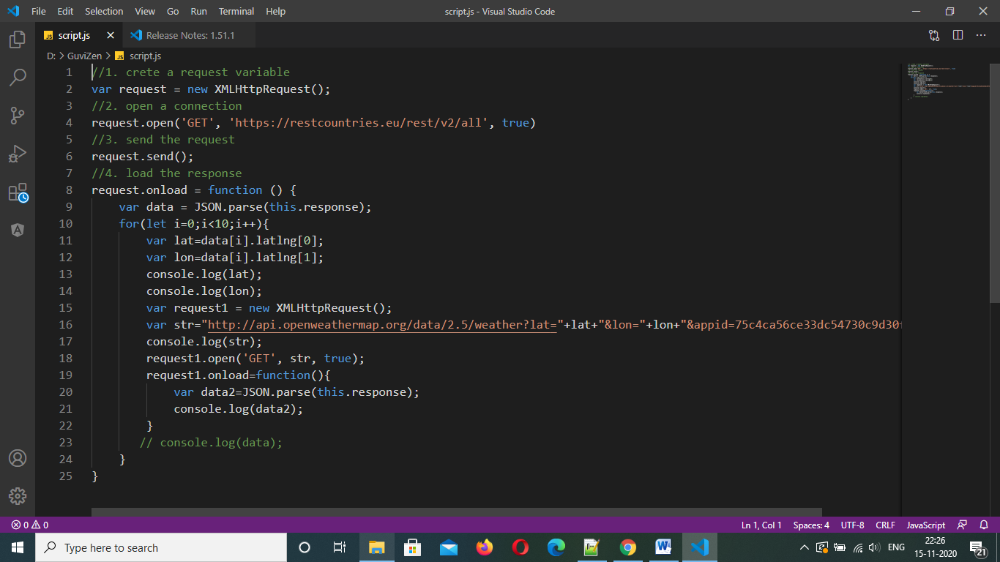 File Edit Selection View Go Run Terminal Help script.js - Visual Studio Code
JS script.js Release Notes: 1.51.1
D: > GuviZen > JS script.js
1 //1. crete a request variable
2 var request = new XMLHttpRequest();
3 //2. open a connection
4 request.open('GET', 'https://restcountries.eu/rest/v2/all', true)
5 //3. send the request
6 request.send();
7 //4. load the response
8 request.onload = function () {
9 var data = JSON.parse(this.response);
10 for(let i=0;i<10;i++){
11 var lat=data[i].latlng[0];
12 var lon=data[i].latlng[1];
13 console.log(lat);
14 console.log(lon);
15 var request1 = new XMLHttpRequest();
16 var str="http://api.openweathermap.org/data/2.5/weather?lat="+lat+"&lon="+lon+"&appid=75c4ca56ce33dc54730c9d30
17 console.log(str);
18 request1.open('GET', str, true);
19 request1.onload=function(){
20 var data2=JSON.parse(this.response);
21 console.log(data2);
22 }
23 // console.log(data);
24 }
25 }
0 0 Ln 1, Col 1 Spaces: 4 UTF-8 CRLF JavaScript
Type here to search
ENG 22:26
15-11-2020 21